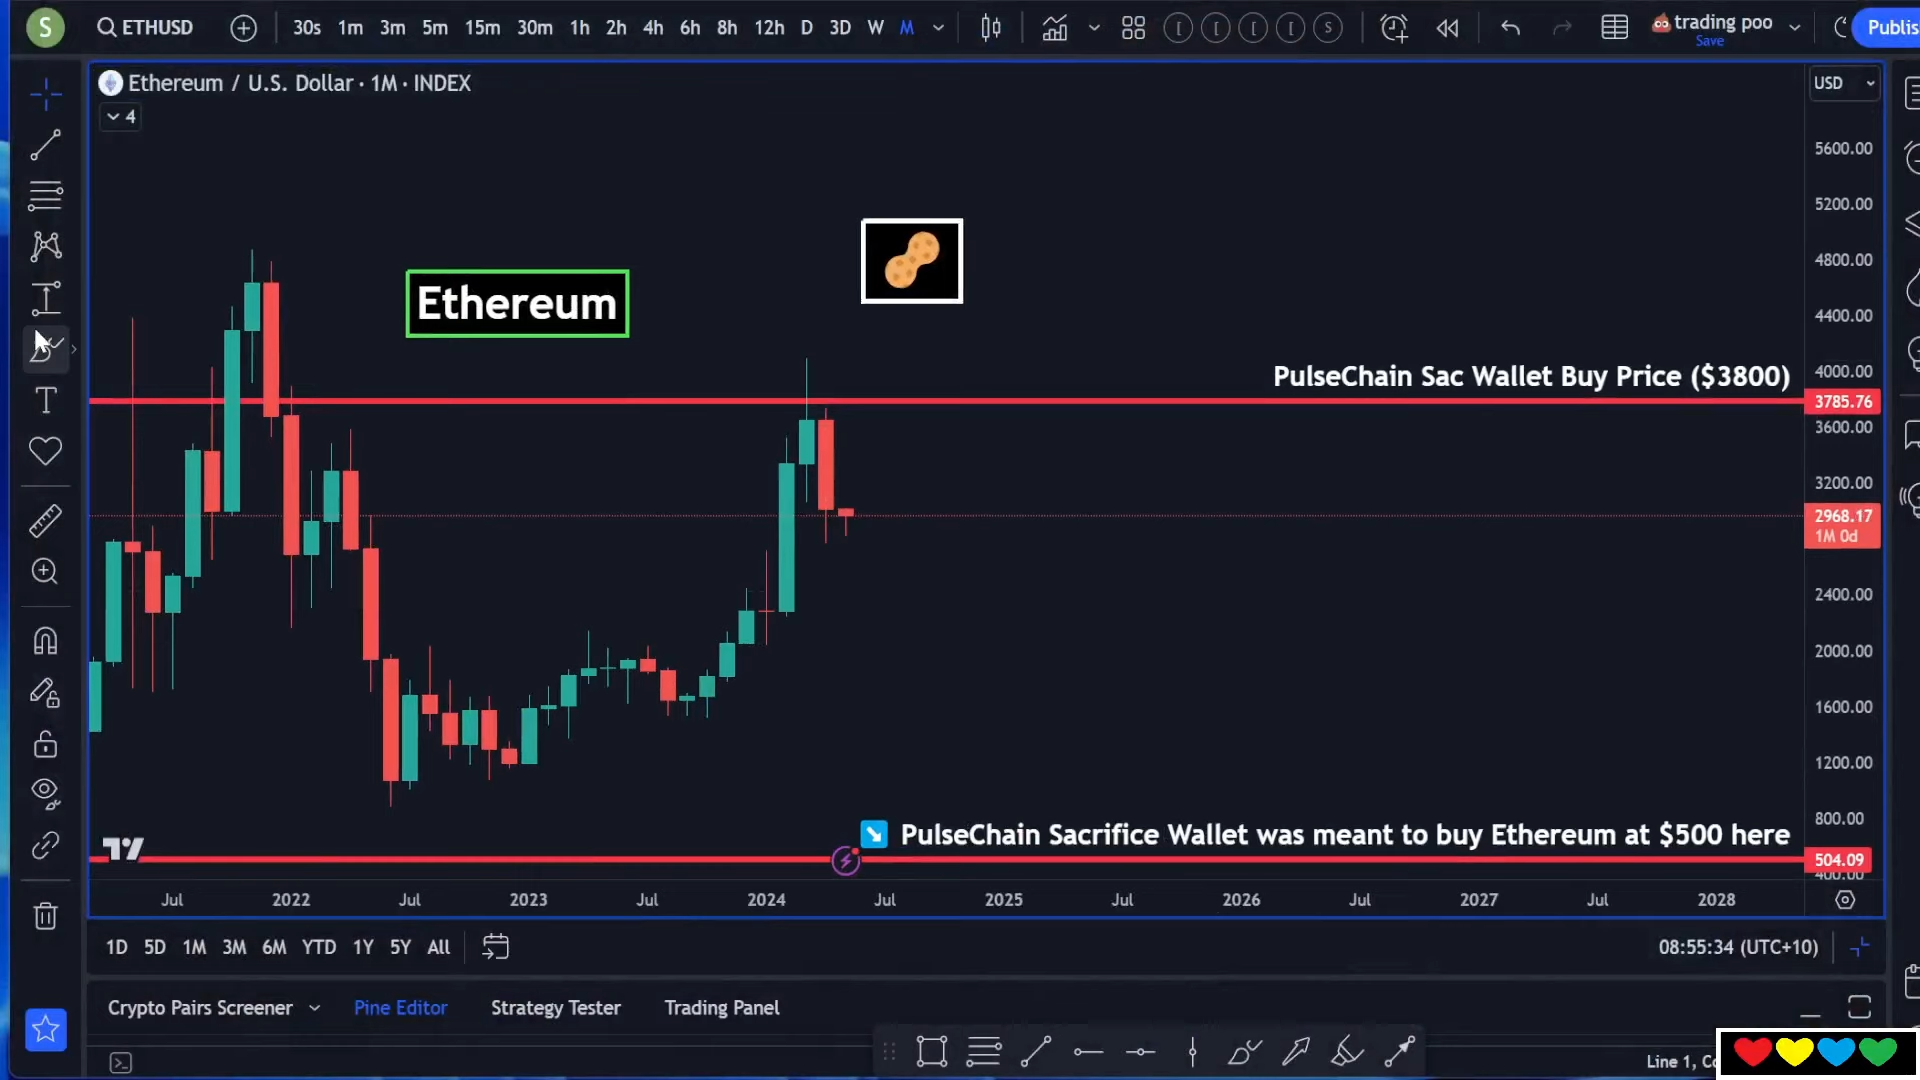 S ETHUSD 30s 1m 3m 5m 15m 30m 1h 2h 4h 6h 8h 12h D 3D W M [ [ [ [ S trading poo Publis
Save
Ethereum / U.S. Dollar · 1M · INDEX USD
4
5600.00
5200.00
4800.00
Ethereum
4400.00
4000.00
PulseChain Sac Wallet Buy Price ($3800)
3785.76
3600.00
3200.00
2968.17
1M 0d
2400.00
2000.00
1600.00
1200.00
800.00
PulseChain Sacrifice Wallet was meant to buy Ethereum at $500 here
504.09
400.00
Jul 2022 Jul 2023 Jul 2024 Jul 2025 Jul 2026 Jul 2027 Jul 2028
1D 5D 1M 3M 6M YTD 1Y 5Y All 08:55:34 (UTC+10)
Crypto Pairs Screener Pine Editor Strategy Tester Trading Panel
Line 1, Co